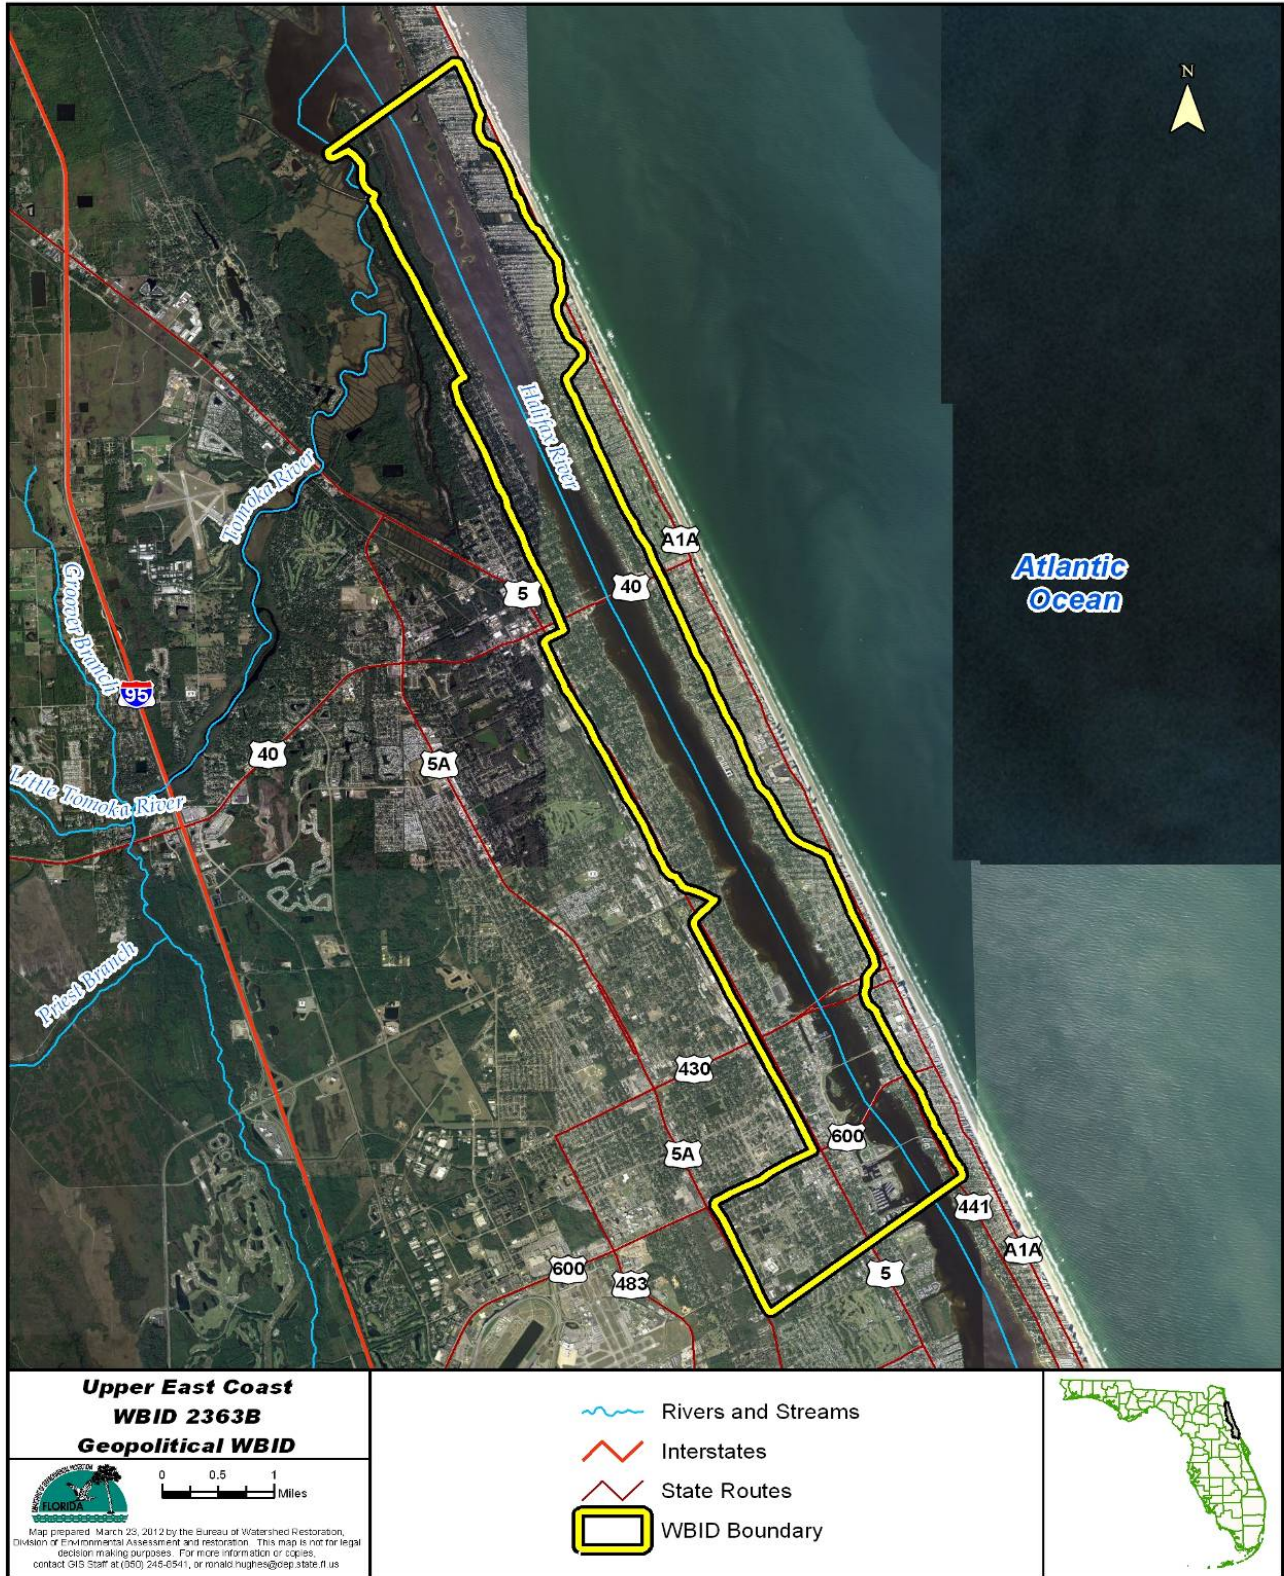 N
Halifax River
Tomoka River
A1A
40
5
Atlantic
Ocean
Groover Branch
95
40
5A
Little Tomoka River
Priest Branch
430
600
5A
441
A1A
600
483
5
Upper East Coast
WBID 2363B
Geopolitical WBID
0 0.5 1
Miles
FLORIDA
Map prepared March 23, 2012 by the Bureau of Watershed Restoration,
Division of Environmental Assessment and restoration. This map is not for legal
decision making purposes. For more information or copies,
contact GIS Staff at (850) 245-8541, or ronald.hughes@dep.state.fl.us
Rivers and Streams
Interstates
State Routes
WBID Boundary